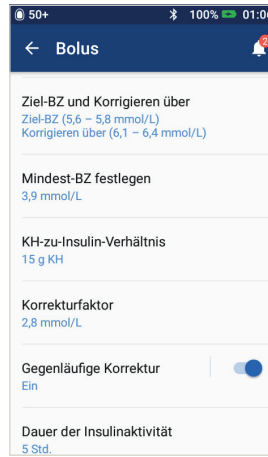 50+ 100% 01:00
Bolus 2
Ziel-BZ und Korrigieren über
Ziel-BZ (5,6 – 5,8 mmol/L)
Korrigieren über (6,1 – 6,4 mmol/L)
Mindest-BZ festlegen
3,9 mmol/L
KH-zu-Insulin-Verhältnis
15 g KH
Korrekturfaktor
2,8 mmol/L
Gegenläufige Korrektur
Ein
Dauer der Insulinaktivität
5 Std.